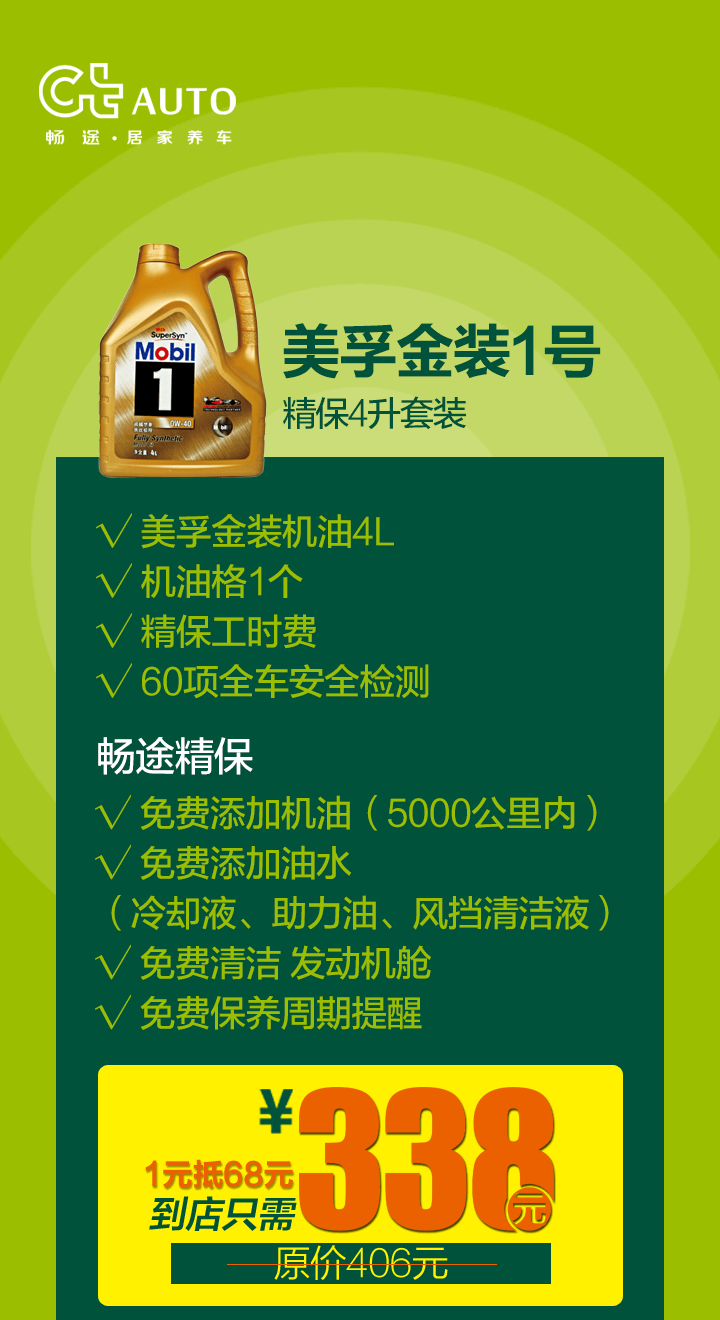 Ct AUTO
畅途·居家养车
SuperSyn
Mobil
1
0W-40
Fully Synthetic
4L
美孚金装1号
精保4升套装
√ 美孚金装机油4L
√ 机油格1个
√ 精保工时费
√ 60项全车安全检测
畅途精保
√ 免费添加机油（5000公里内）
√ 免费添加油水
（冷却液、助力油、风挡清洁液）
√ 免费清洁 发动机舱
√ 免费保养周期提醒
¥338元
1元抵68元
到店只需
原价406元